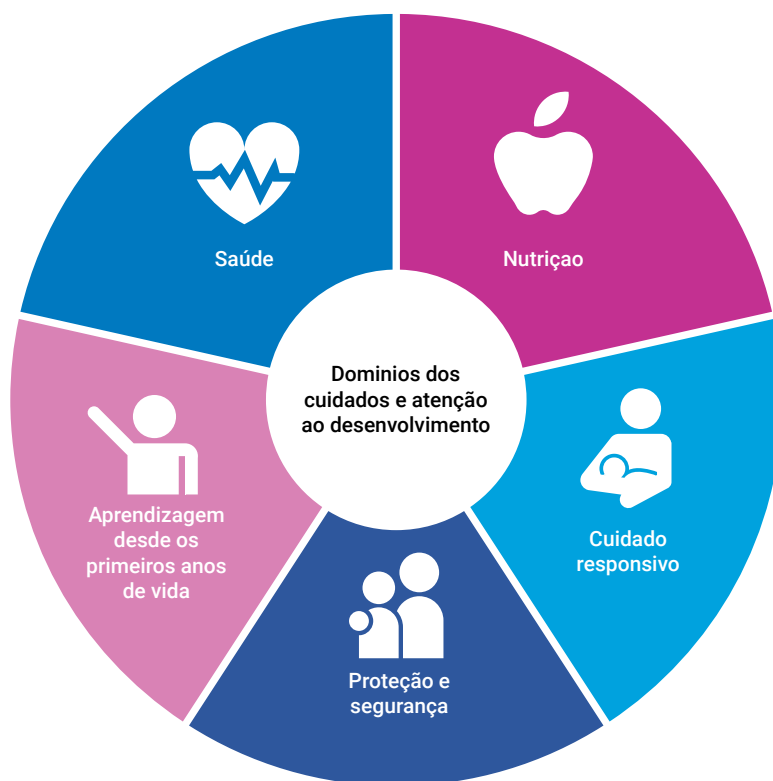 Saúde
Nutriçao
Dominios dos
cuidados e atenção
ao desenvolvimento
Aprendizagem
desde os
primeiros anos
de vida
Cuidado
responsivo
Proteção e
segurança